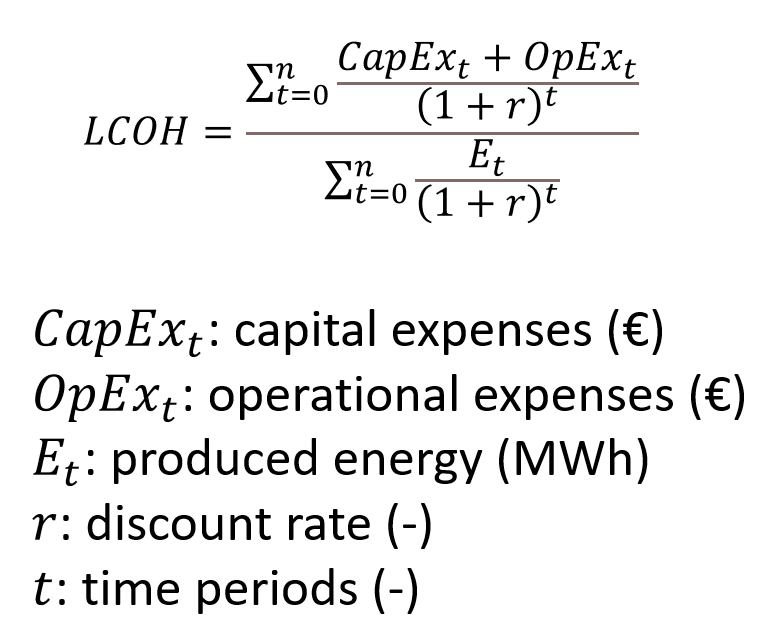 LCOH = \frac{\sum_{t=0}^{n} \frac{CapEx_t + OpEx_t}{(1 + r)^t}}{\sum_{t=0}^{n} \frac{E_t}{(1 + r)^t}}
CapEx_t: capital expenses (€)
OpEx_t: operational expenses (€)
E_t: produced energy (MWh)
r: discount rate (-)
t: time periods (-)